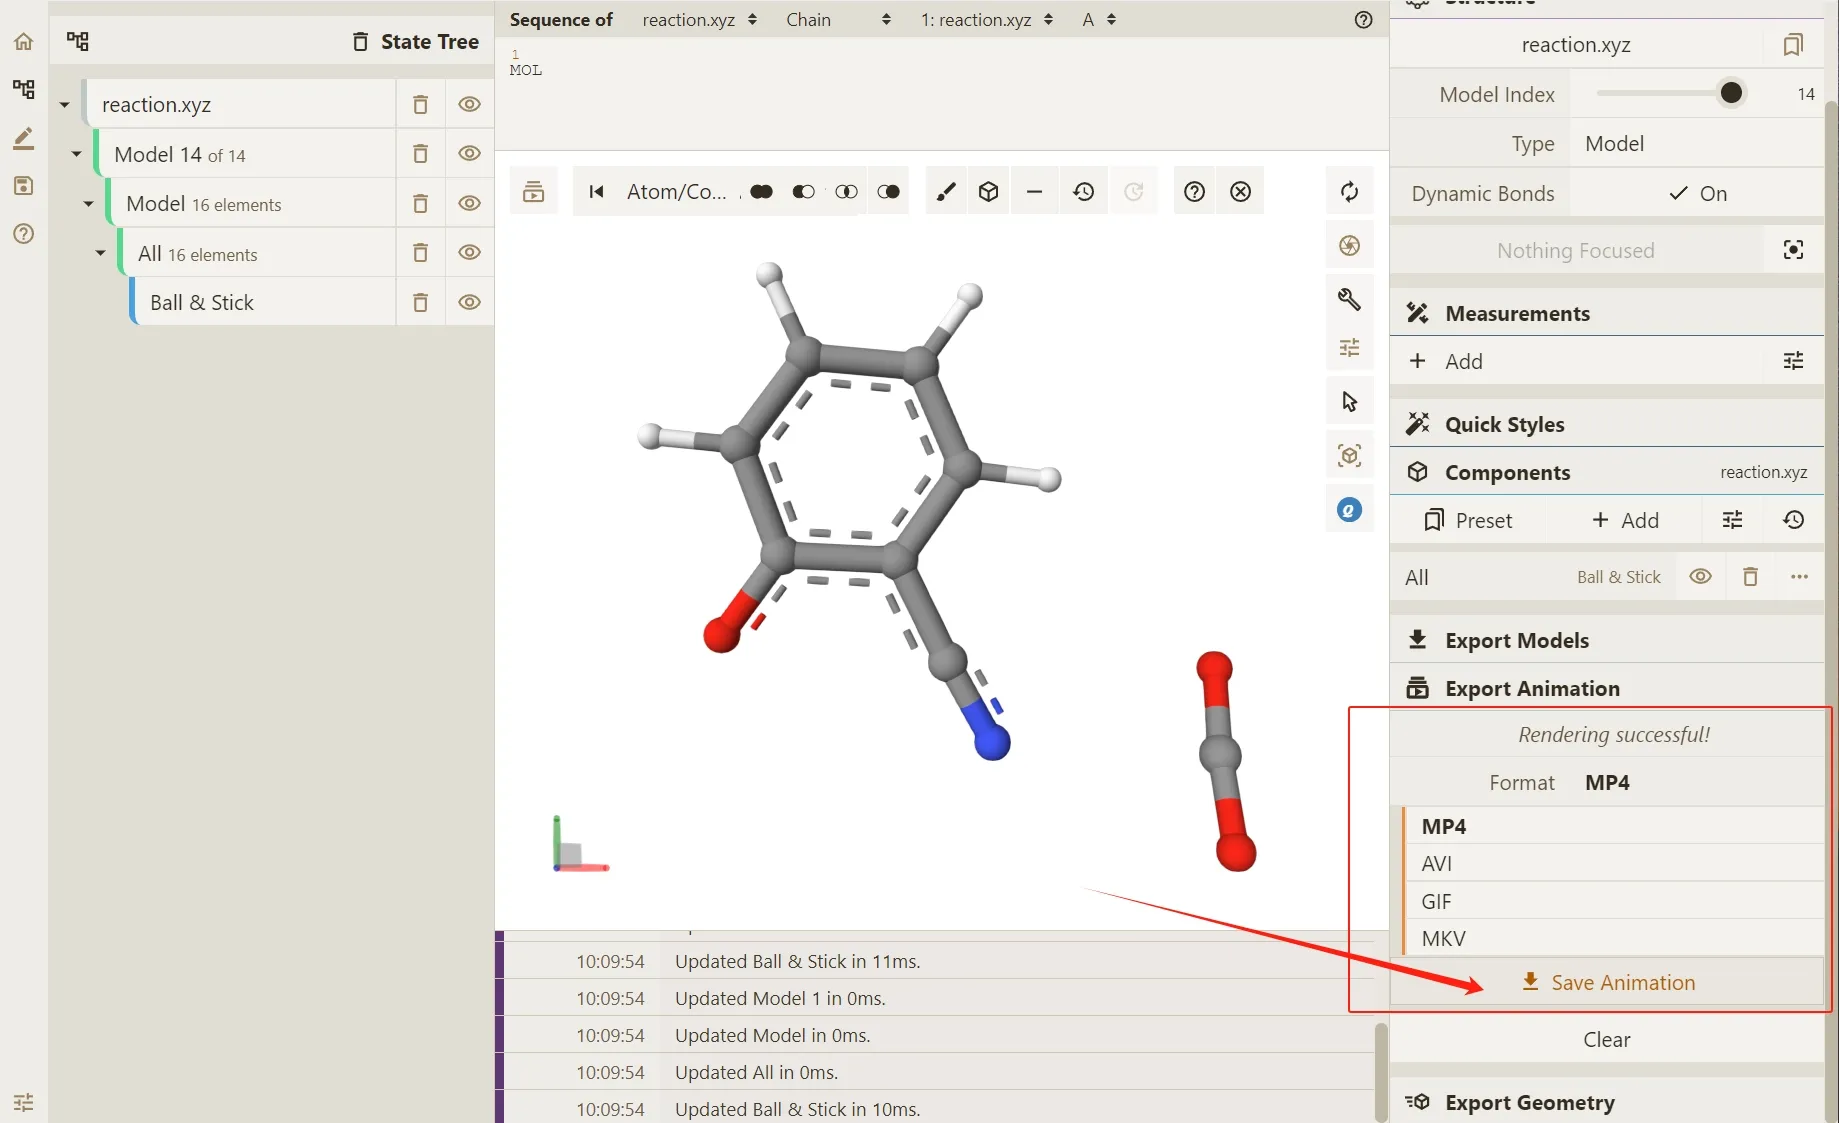 State Tree
reaction.xyz
Model 14 of 14
Model 16 elements
All 16 elements
Ball & Stick
Sequence of reaction.xyz Chain 1: reaction.xyz A
1
MOL
Atom/Co...
10:09:54 Updated Ball & Stick in 11ms.
10:09:54 Updated Model 1 in 0ms.
10:09:54 Updated Model in 0ms.
10:09:54 Updated All in 0ms.
10:09:54 Updated Ball & Stick in 10ms.
Structure
reaction.xyz
Model Index 14
Type Model
Dynamic Bonds On
Nothing Focused
Measurements
Add
Quick Styles
Components reaction.xyz
Preset Add
All Ball & Stick
Export Models
Export Animation
Rendering successful!
Format MP4
MP4
AVI
GIF
MKV
Save Animation
Clear
Export Geometry